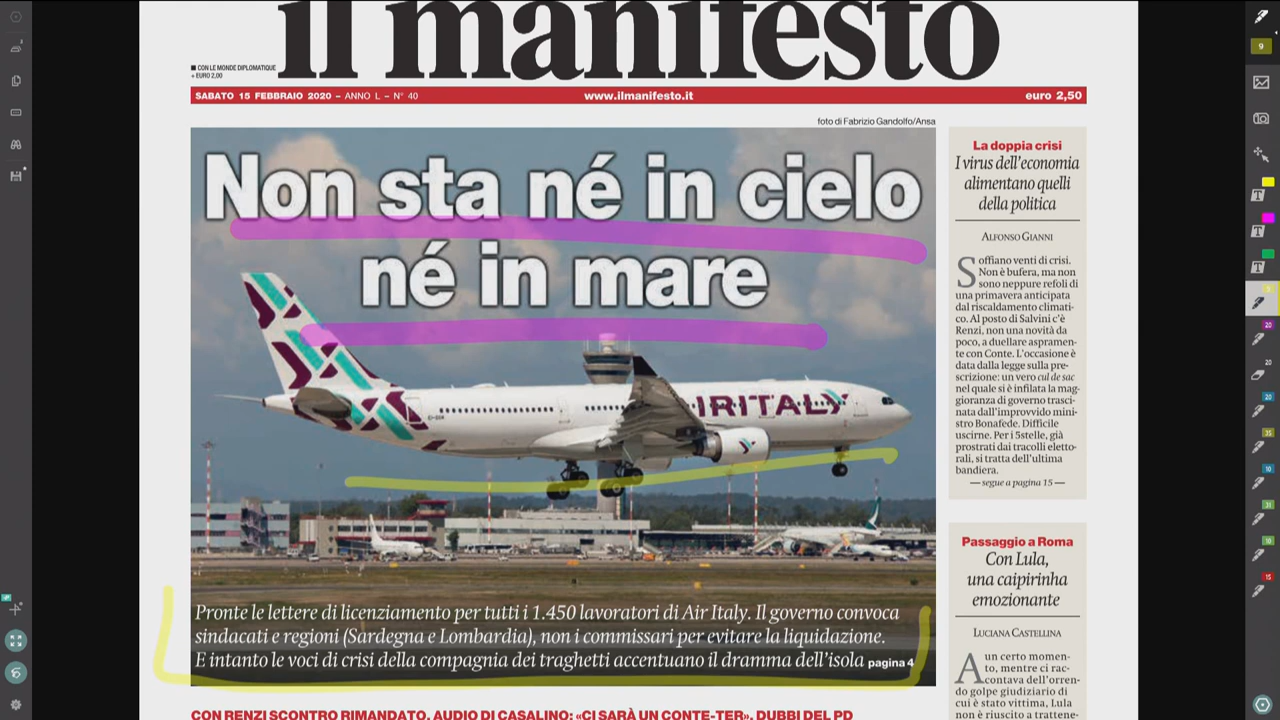 il manifesto
■ CON LE MONDE DIPLOMATIQUE
+ EURO 2,00
SABATO 15 FEBBRAIO 2020 – ANNO L – N° 40
www.ilmanifesto.it
euro 2,50
foto di Fabrizio Gandolfo/Ansa
Non sta né in cielo
né in mare
IRITALY
Pronte le lettere di licenziamento per tutti i 1.450 lavoratori di Air Italy. Il governo convoca
sindacati e regioni (Sardegna e Lombardia), non i commissari per evitare la liquidazione.
E intanto le voci di crisi della compagnia dei traghetti accentuano il dramma dell'isola pagina 4
CON RENZI SCONTRO RIMANDATO. AUDIO DI CASALINO: «CI SARÀ UN CONTE-TER». DUBBI DEL PD
La doppia crisi
I virus dell'economia
alimentano quelli
della politica
ALFONSO GIANNI
Soffiano venti di crisi.
Non è bufera, ma non
sono neppure refoli di
una primavera anticipata
dal riscaldamento climati-
co. Al posto di Salvini c'è
Renzi, non una novità da
poco, a duellare aspramen-
te con Conte. L'occasione è
data dalla legge sulla pre-
scrizione: un vero cul de sac
nel quale si è infilata la mag-
gioranza di governo trasci-
nata dall'improvvido mini-
stro Bonafede. Difficile
uscirne. Per i 5stelle, già
prostrati dai tracolli eletto-
rali, si tratta dell'ultima
bandiera.
— segue a pagina 15 —
Passaggio a Roma
Con Lula,
una caipirinha
emozionante
LUCIANA CASTELLINA
A un certo momen-
to, mentre ci rac-
contava dell'orren-
do golpe giudiziario di
cui è stato vittima, Lula
non è riuscito a trattene-